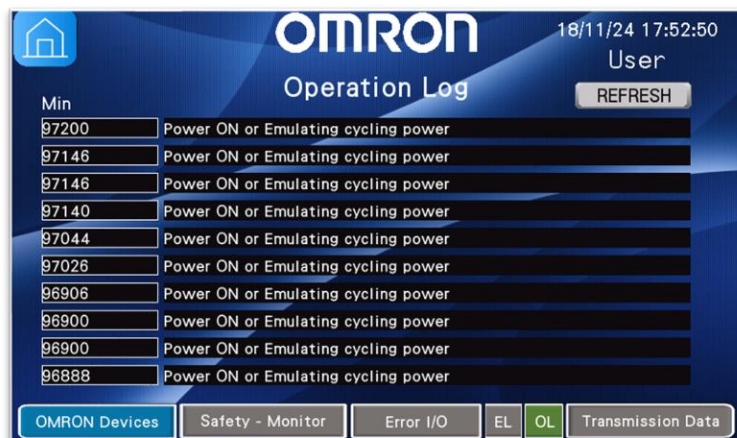 OMRON
18/11/24 17:52:50
User
Operation Log
REFRESH
Min
97200 Power ON or Emulating cycling power
97146 Power ON or Emulating cycling power
97146 Power ON or Emulating cycling power
97140 Power ON or Emulating cycling power
97044 Power ON or Emulating cycling power
97026 Power ON or Emulating cycling power
96906 Power ON or Emulating cycling power
96900 Power ON or Emulating cycling power
96900 Power ON or Emulating cycling power
96888 Power ON or Emulating cycling power
OMRON Devices Safety - Monitor Error I/O EL OL Transmission Data